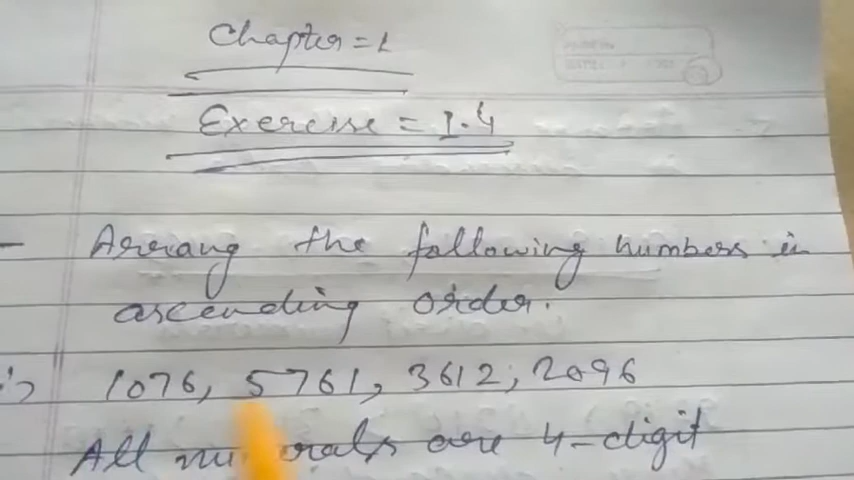 Chapter = 1
Exercise = 1.4
Arrang the following numbers in
ascending order.
1076, 5761, 3612, 2096
All numerals are 4-digit